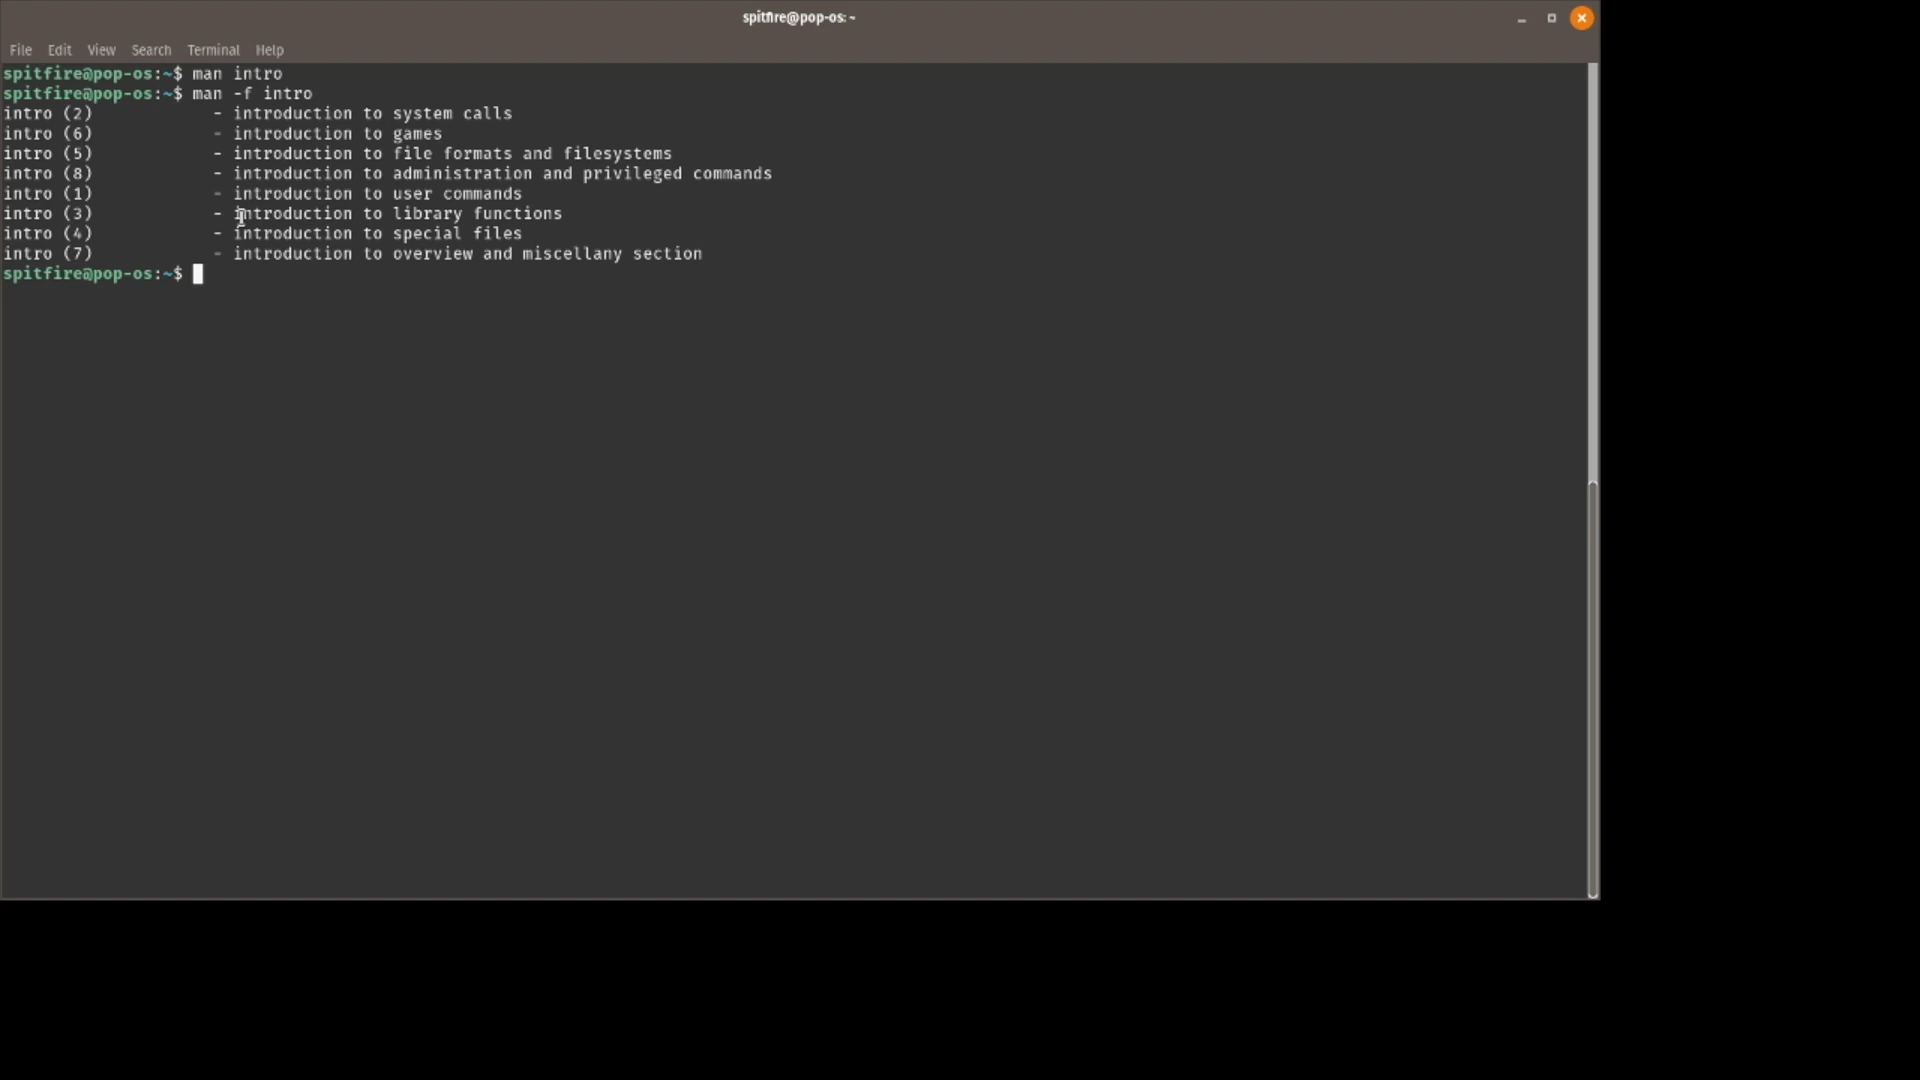 spitfire@pop-os: ~
File Edit View Search Terminal Help
spitfire@pop-os:~$ man intro
spitfire@pop-os:~$ man -f intro
intro (2)            - introduction to system calls
intro (6)            - introduction to games
intro (5)            - introduction to file formats and filesystems
intro (8)            - introduction to administration and privileged commands
intro (1)            - introduction to user commands
intro (3)            - introduction to library functions
intro (4)            - introduction to special files
intro (7)            - introduction to overview and miscellany section
spitfire@pop-os:~$